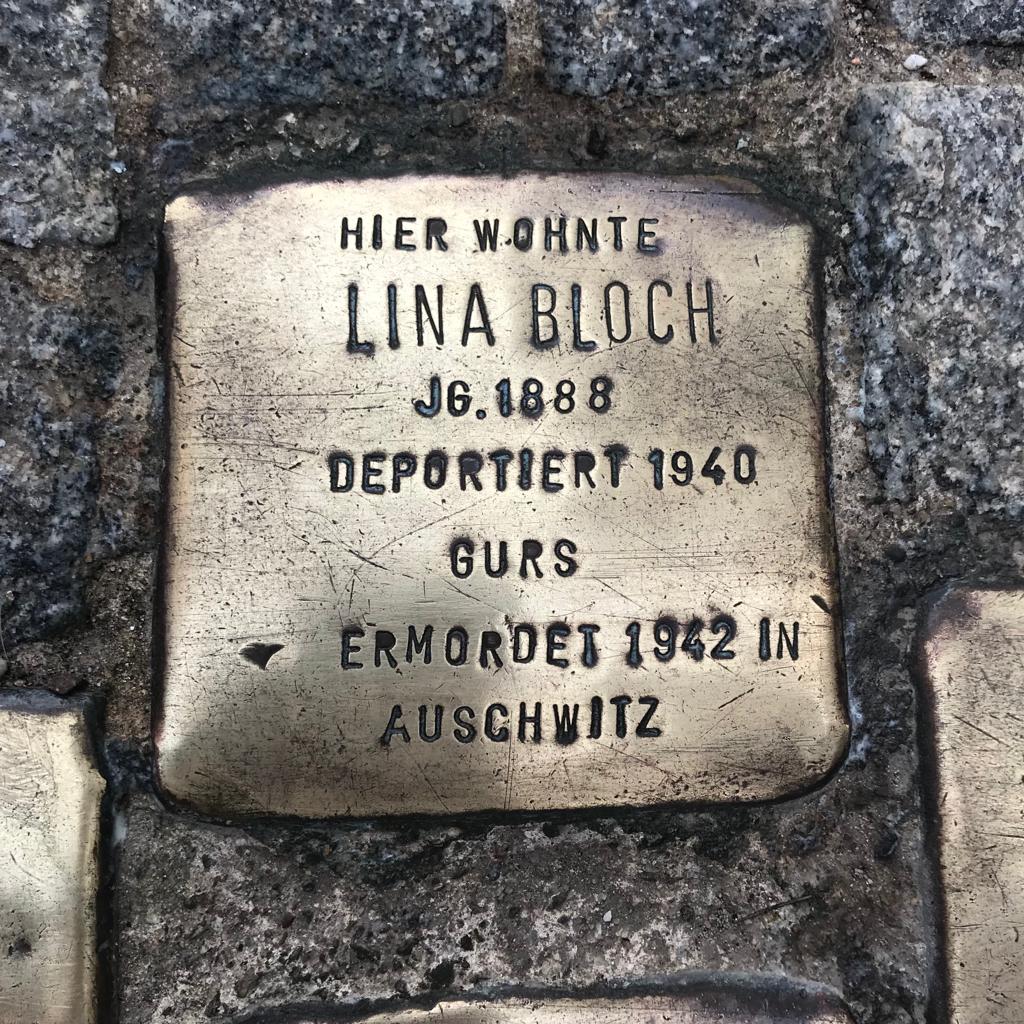 HIER WOHNTE
LINA BLOCH
JG.1888
DEPORTIERT 1940
GURS
ERMORDET 1942 IN
AUSCHWITZ